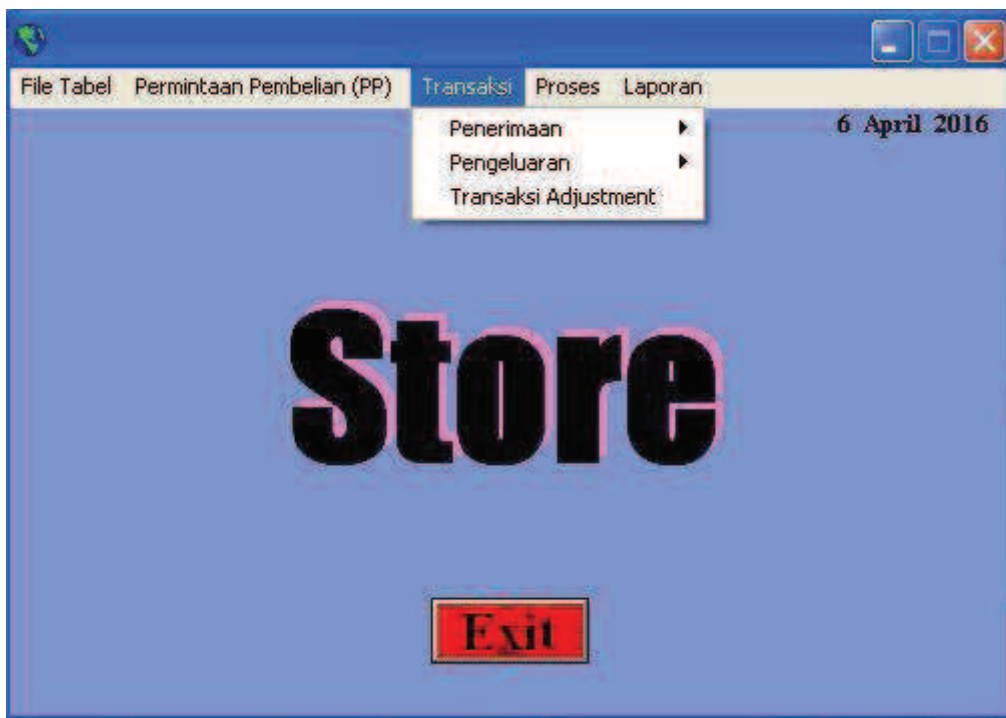 File Tabel Permintaan Pembelian (PP) Transaksi Proses Laporan
6 April 2016
Penerimaan
Pengeluaran
Transaksi Adjustment
Store
Exit